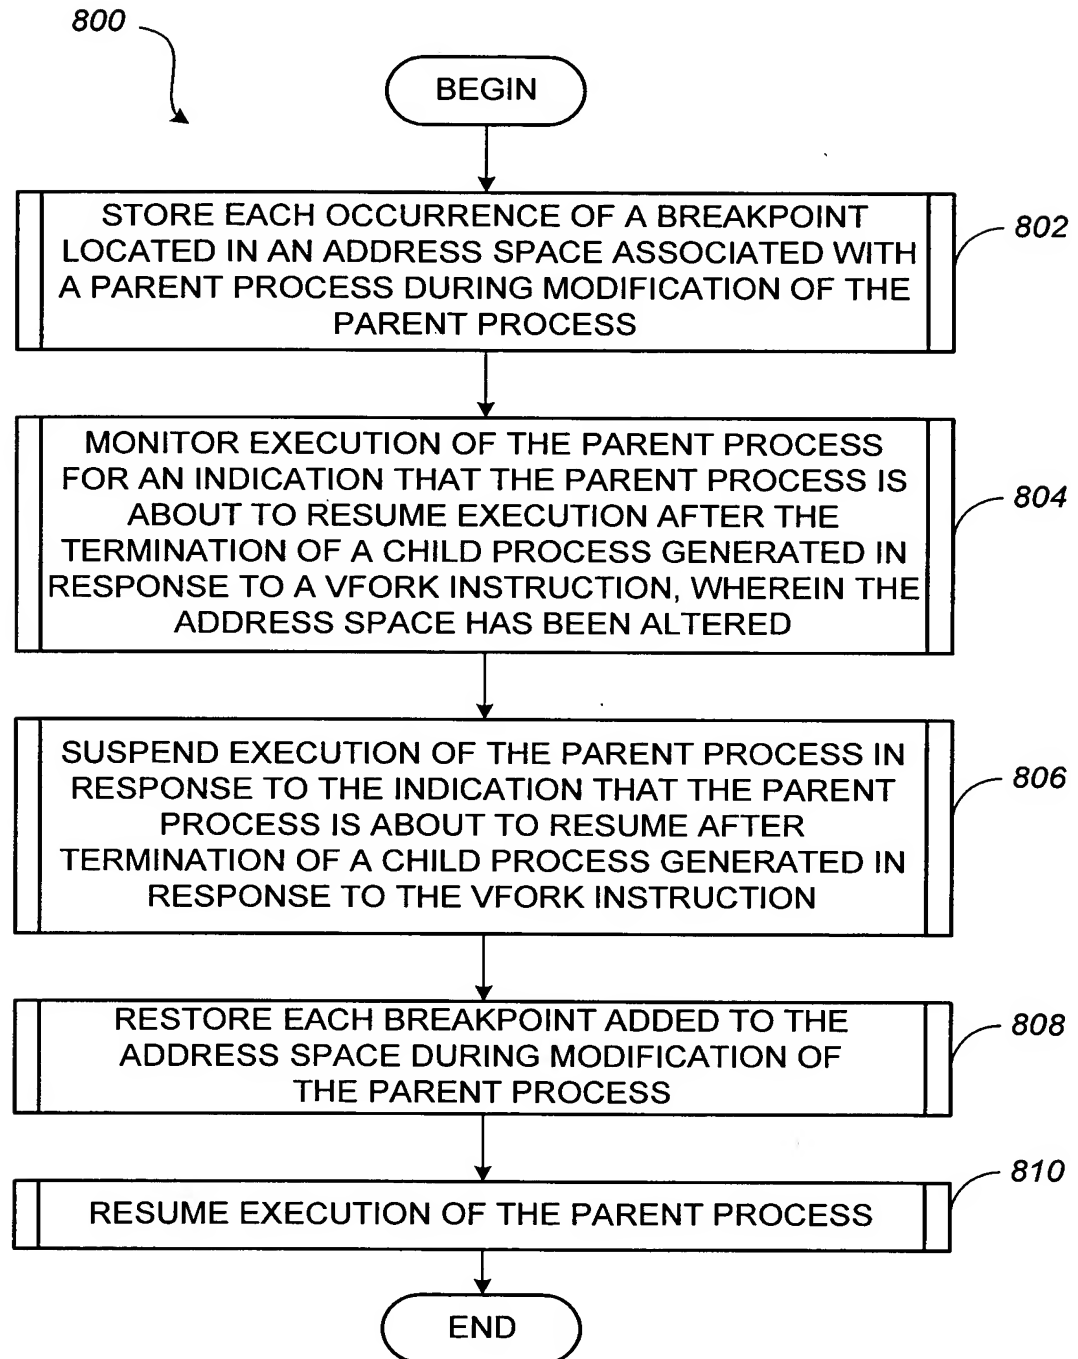 800
BEGIN
STORE EACH OCCURRENCE OF A BREAKPOINT
LOCATED IN AN ADDRESS SPACE ASSOCIATED WITH
A PARENT PROCESS DURING MODIFICATION OF THE
PARENT PROCESS
802
MONITOR EXECUTION OF THE PARENT PROCESS
FOR AN INDICATION THAT THE PARENT PROCESS IS
ABOUT TO RESUME EXECUTION AFTER THE
TERMINATION OF A CHILD PROCESS GENERATED IN
RESPONSE TO A VFORK INSTRUCTION, WHEREIN THE
ADDRESS SPACE HAS BEEN ALTERED
804
SUSPEND EXECUTION OF THE PARENT PROCESS IN
RESPONSE TO THE INDICATION THAT THE PARENT
PROCESS IS ABOUT TO RESUME AFTER
TERMINATION OF A CHILD PROCESS GENERATED IN
RESPONSE TO THE VFORK INSTRUCTION
806
RESTORE EACH BREAKPOINT ADDED TO THE
ADDRESS SPACE DURING MODIFICATION OF
THE PARENT PROCESS
808
RESUME EXECUTION OF THE PARENT PROCESS
810
END